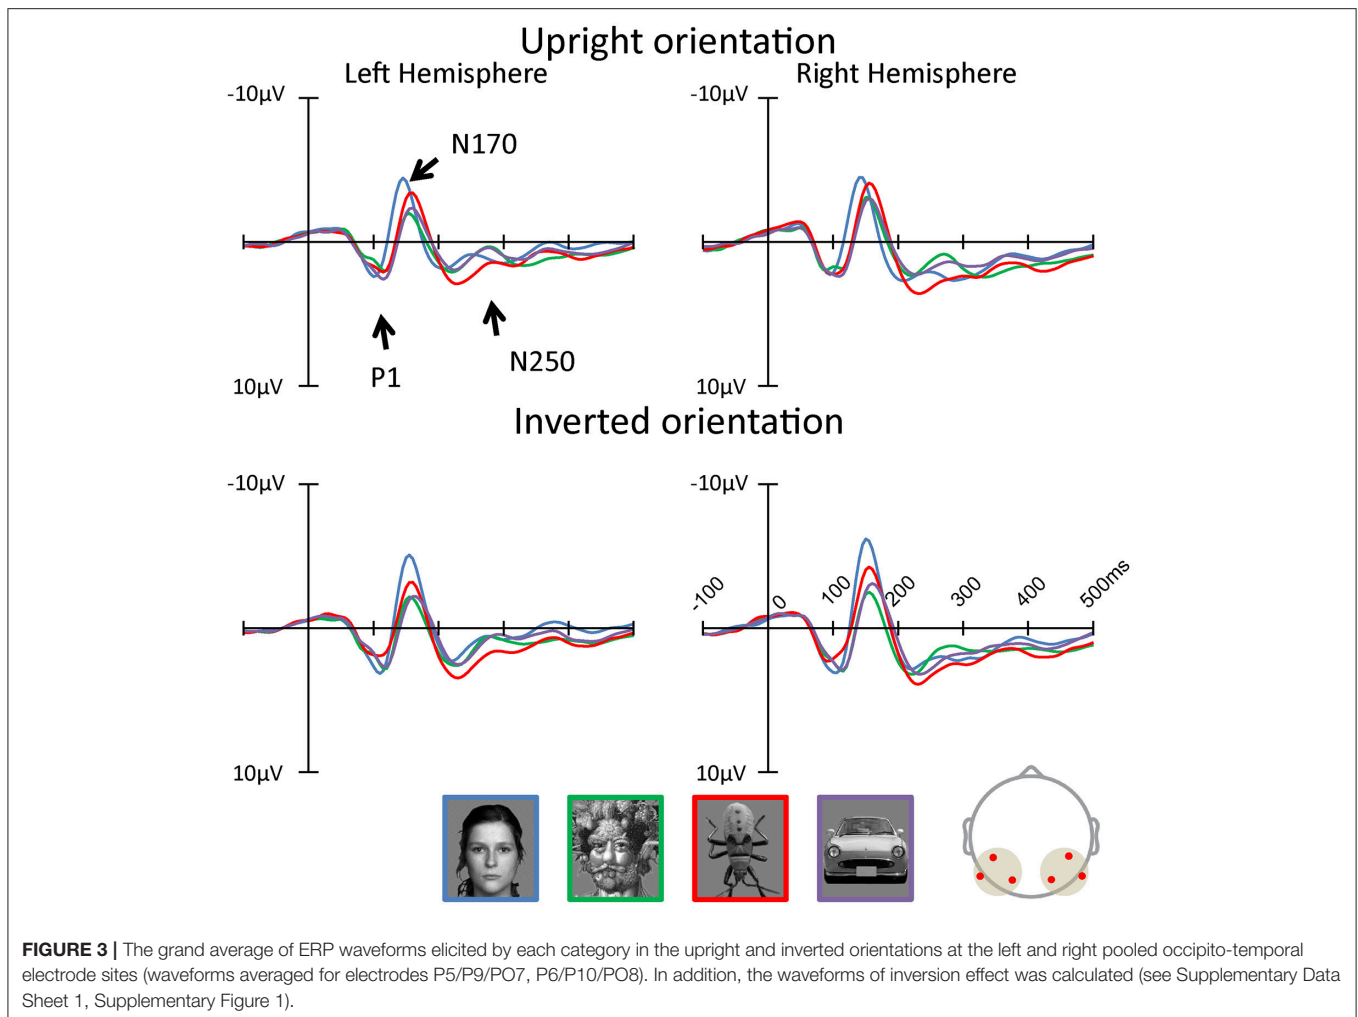 Upright orientation
Left Hemisphere
Right Hemisphere
-10µV
-10µV
N170
N250
P1
10µV
10µV
Inverted orientation
-10µV
-10µV
-100
0
100
200
300
400
500ms
10µV
10µV
FIGURE 3 | The grand average of ERP waveforms elicited by each category in the upright and inverted orientations at the left and right pooled occipito-temporal
electrode sites (waveforms averaged for electrodes P5/P9/PO7, P6/P10/PO8). In addition, the waveforms of inversion effect was calculated (see Supplementary Data
Sheet 1, Supplementary Figure 1).